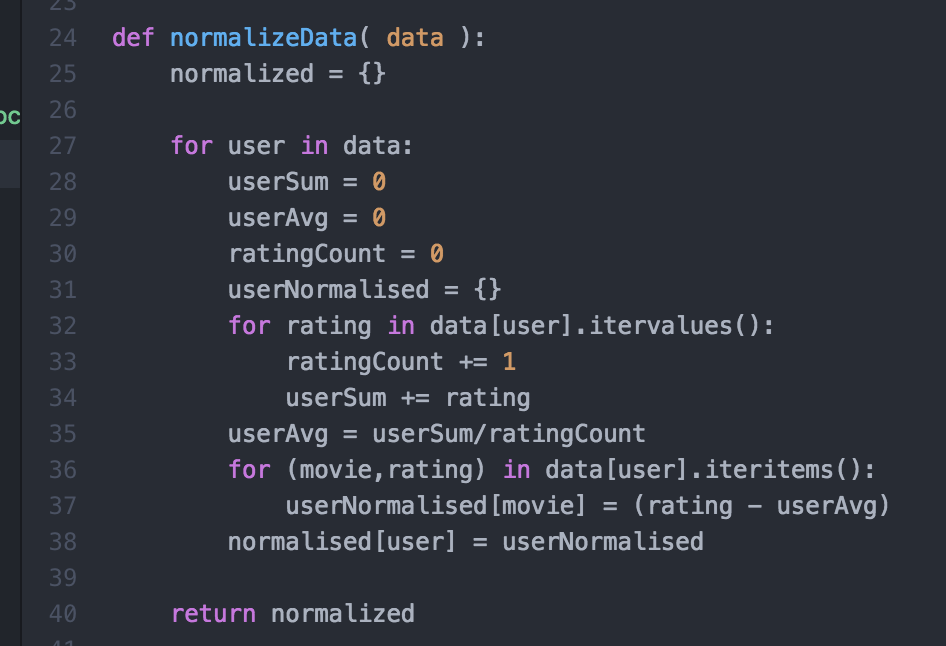 23
24 def normalizeData( data ):
25     normalized = {}
26
27     for user in data:
28         userSum = 0
29         userAvg = 0
30         ratingCount = 0
31         userNormalised = {}
32         for rating in data[user].itervalues():
33             ratingCount += 1
34             userSum += rating
35         userAvg = userSum/ratingCount
36         for (movie,rating) in data[user].iteritems():
37             userNormalised[movie] = (rating - userAvg)
38         normalised[user] = userNormalised
39
40     return normalized
41